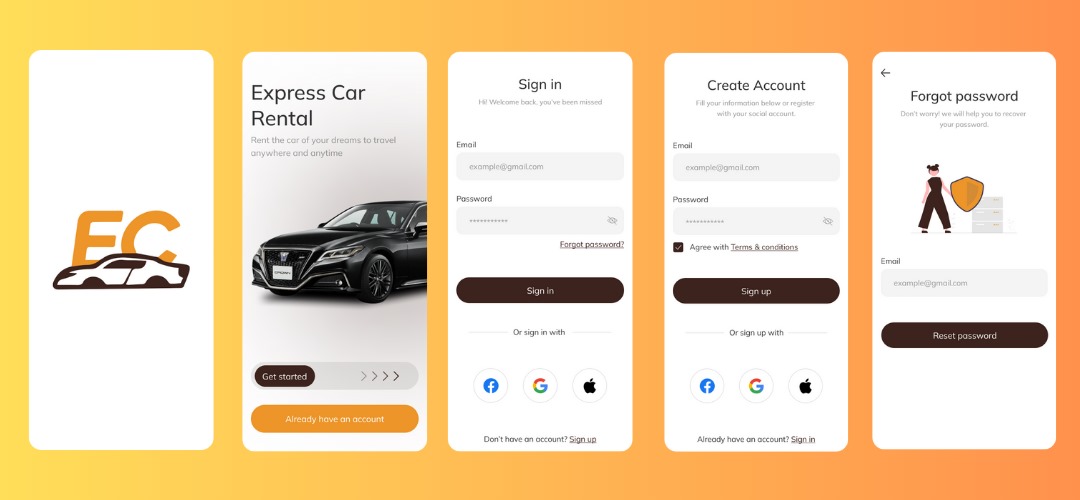 EC
Express Car
Rental
Rent the car of your dreams to travel
anywhere and anytime
CROWN
Get started
Already have an account
Sign in
Hi! Welcome back, you've been missed
Email
example@gmail.com
Password
***********
Forgot password?
Sign in
Or sign in with
Don't have an account? Sign up
Create Account
Fill your information below or register
with your social account.
Email
example@gmail.com
Password
***********
Agree with Terms & conditions
Sign up
Or sign up with
Already have an account? Sign in
Forgot password
Don't worry! we will help you to recover
your password.
Email
example@gmail.com
Reset password